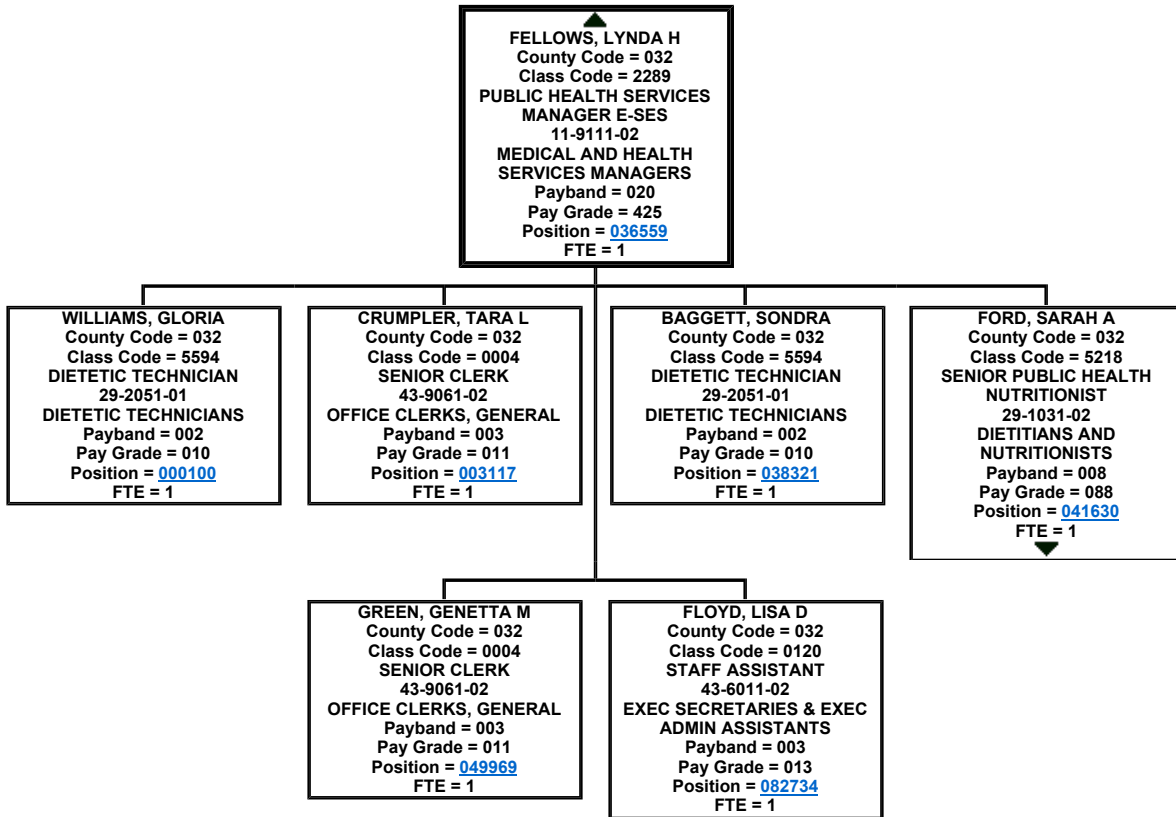 FELLOWS, LYNDA H
County Code = 032
Class Code = 2289
PUBLIC HEALTH SERVICES
MANAGER E-SES
11-9111-02
MEDICAL AND HEALTH
SERVICES MANAGERS
Payband = 020
Pay Grade = 425
Position = 036559
FTE = 1
WILLIAMS, GLORIA
County Code = 032
Class Code = 5594
DIETETIC TECHNICIAN
29-2051-01
DIETETIC TECHNICIANS
Payband = 002
Pay Grade = 010
Position = 000100
FTE = 1
CRUMPLER, TARA L
County Code = 032
Class Code = 0004
SENIOR CLERK
43-9061-02
OFFICE CLERKS, GENERAL
Payband = 003
Pay Grade = 011
Position = 003117
FTE = 1
BAGGETT, SONDRA
County Code = 032
Class Code = 5594
DIETETIC TECHNICIAN
29-2051-01
DIETETIC TECHNICIANS
Payband = 002
Pay Grade = 010
Position = 038321
FTE = 1
FORD, SARAH A
County Code = 032
Class Code = 5218
SENIOR PUBLIC HEALTH
NUTRITIONIST
29-1031-02
DIETITIANS AND
NUTRITIONISTS
Payband = 008
Pay Grade = 088
Position = 041630
FTE = 1
GREEN, GENETTA M
County Code = 032
Class Code = 0004
SENIOR CLERK
43-9061-02
OFFICE CLERKS, GENERAL
Payband = 003
Pay Grade = 011
Position = 049969
FTE = 1
FLOYD, LISA D
County Code = 032
Class Code = 0120
STAFF ASSISTANT
43-6011-02
EXEC SECRETARIES & EXEC
ADMIN ASSISTANTS
Payband = 003
Pay Grade = 013
Position = 082734
FTE = 1